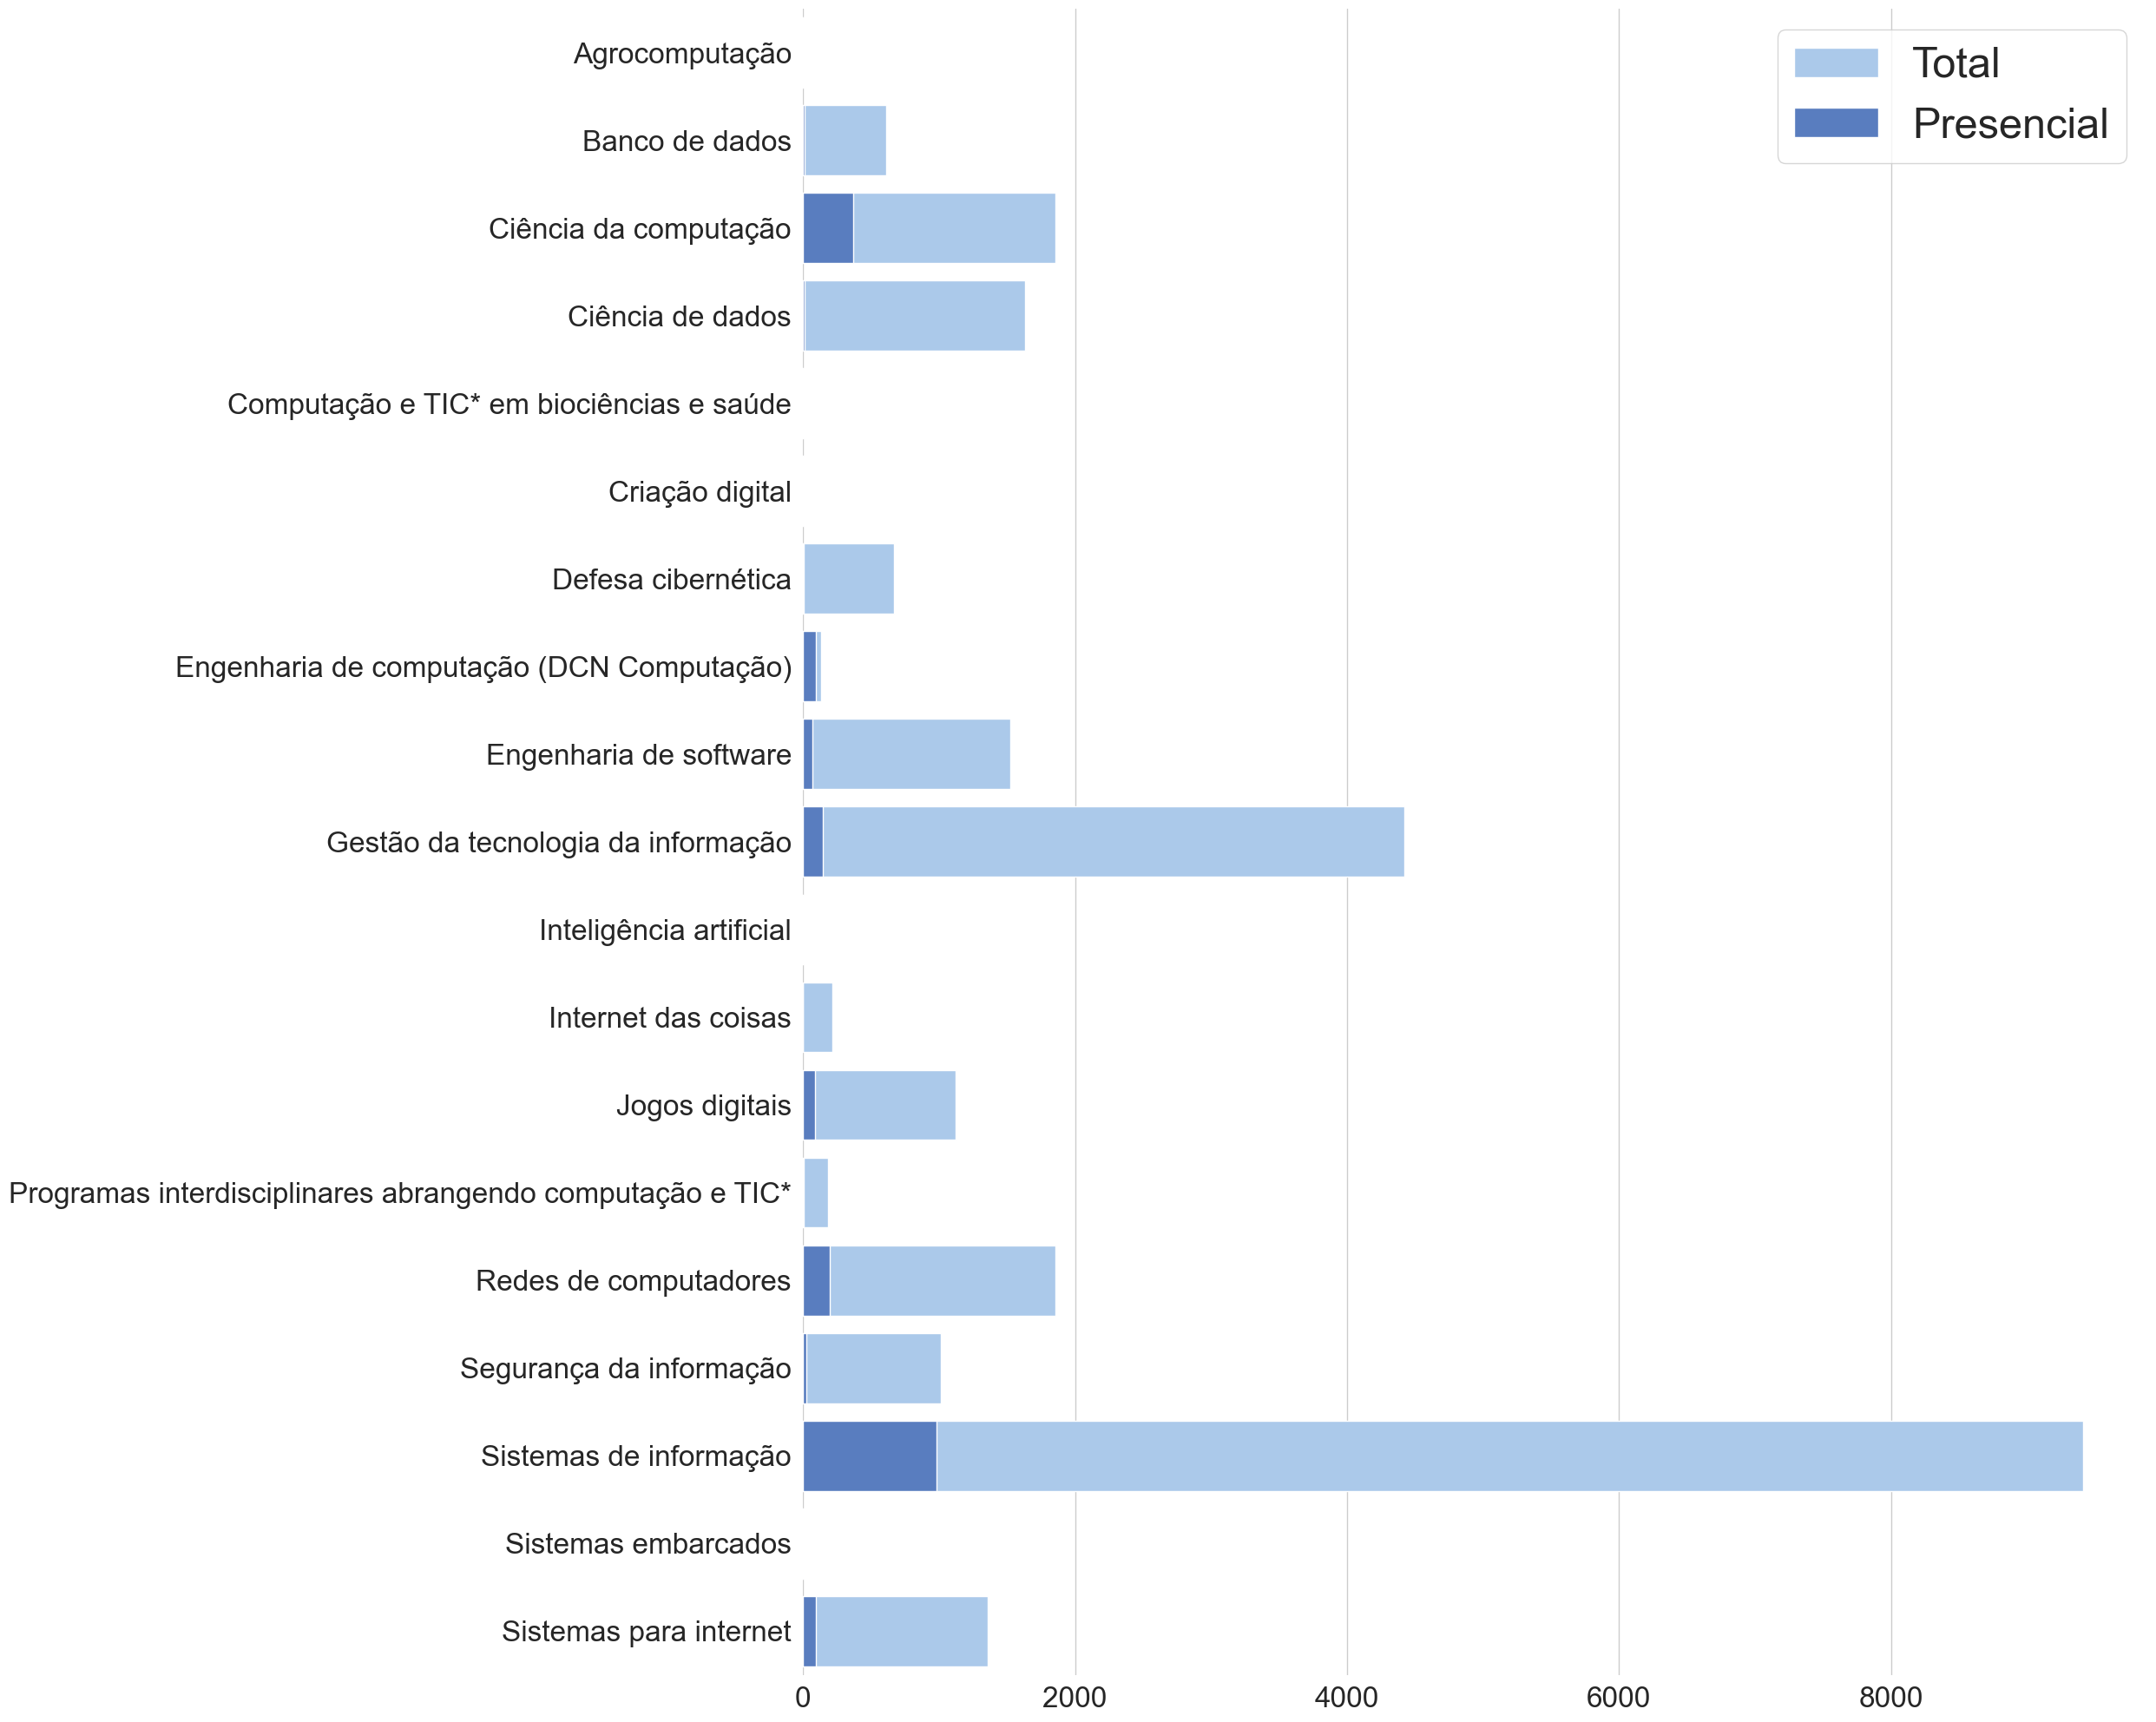 Agrocomputação
Banco de dados
Ciência da computação
Ciência de dados
Computação e TIC* em biociências e saúde
Criação digital
Defesa cibernética
Engenharia de computação (DCN Computação)
Engenharia de software
Gestão da tecnologia da informação
Inteligência artificial
Internet das coisas
Jogos digitais
Programas interdisciplinares abrangendo computação e TIC*
Redes de computadores
Segurança da informação
Sistemas de informação
Sistemas embarcados
Sistemas para internet
0 2000 4000 6000 8000
Total
Presencial